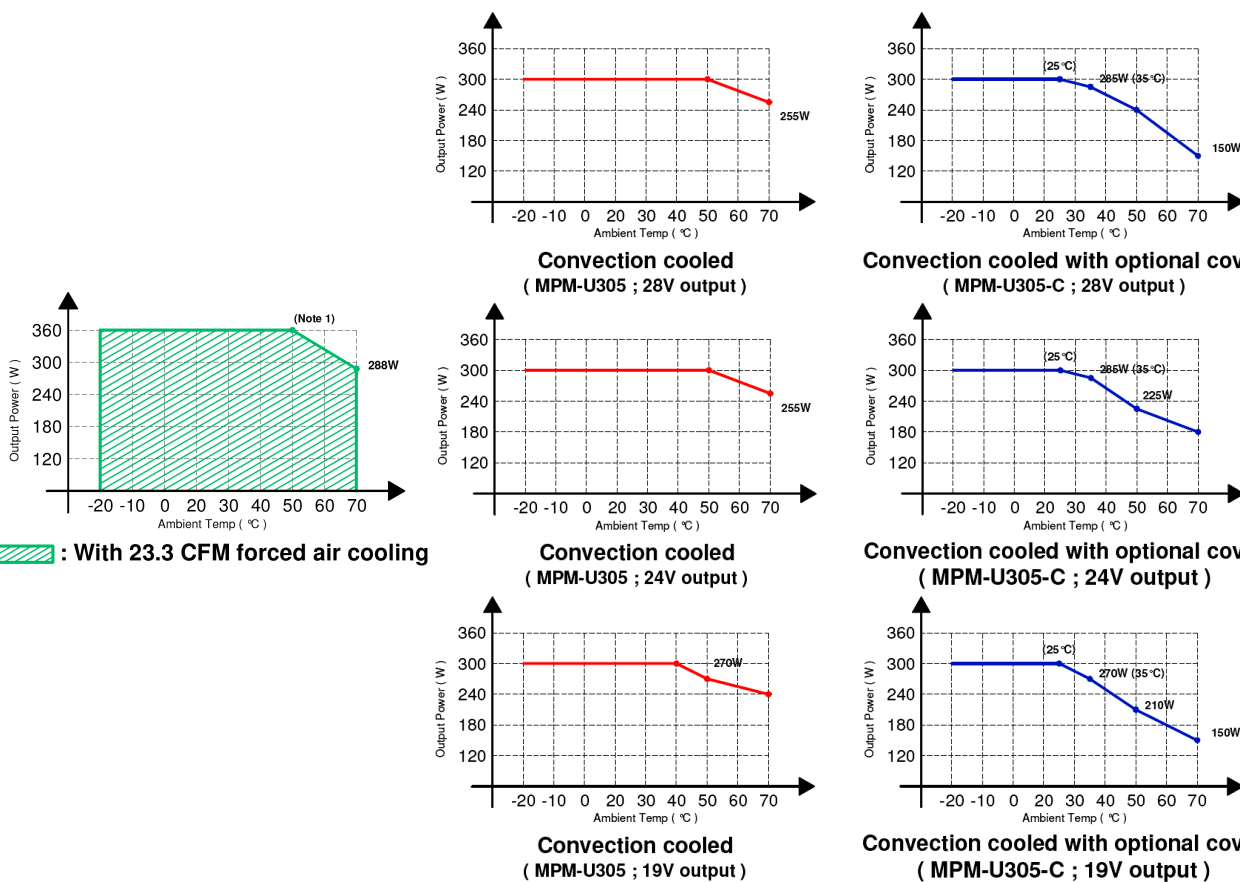 360
300
240
180
120
Output Power ( W )
-20 -10 0 10 20 30 40 50 60 70
Ambient Temp ( °C )
(Note 1)
288W
: With 23.3 CFM forced air cooling
360
300
240
180
120
Output Power ( W )
-20 -10 0 10 20 30 40 50 60 70
Ambient Temp ( °C )
255W
Convection cooled
( MPM-U305 ; 28V output )
360
300
240
180
120
Output Power ( W )
-20 -10 0 10 20 30 40 50 60 70
Ambient Temp ( °C )
(25°C)
285W (35°C)
150W
Convection cooled with optional cov
( MPM-U305-C ; 28V output )
360
300
240
180
120
Output Power ( W )
-20 -10 0 10 20 30 40 50 60 70
Ambient Temp ( °C )
255W
Convection cooled
( MPM-U305 ; 24V output )
360
300
240
180
120
Output Power ( W )
-20 -10 0 10 20 30 40 50 60 70
Ambient Temp ( °C )
(25°C)
285W (35°C)
225W
Convection cooled with optional cov
( MPM-U305-C ; 24V output )
360
300
240
180
120
Output Power ( W )
-20 -10 0 10 20 30 40 50 60 70
Ambient Temp ( °C )
270W
Convection cooled
( MPM-U305 ; 19V output )
360
300
240
180
120
Output Power ( W )
-20 -10 0 10 20 30 40 50 60 70
Ambient Temp ( °C )
(25°C)
270W (35°C)
210W
150W
Convection cooled with optional cov
( MPM-U305-C ; 19V output )